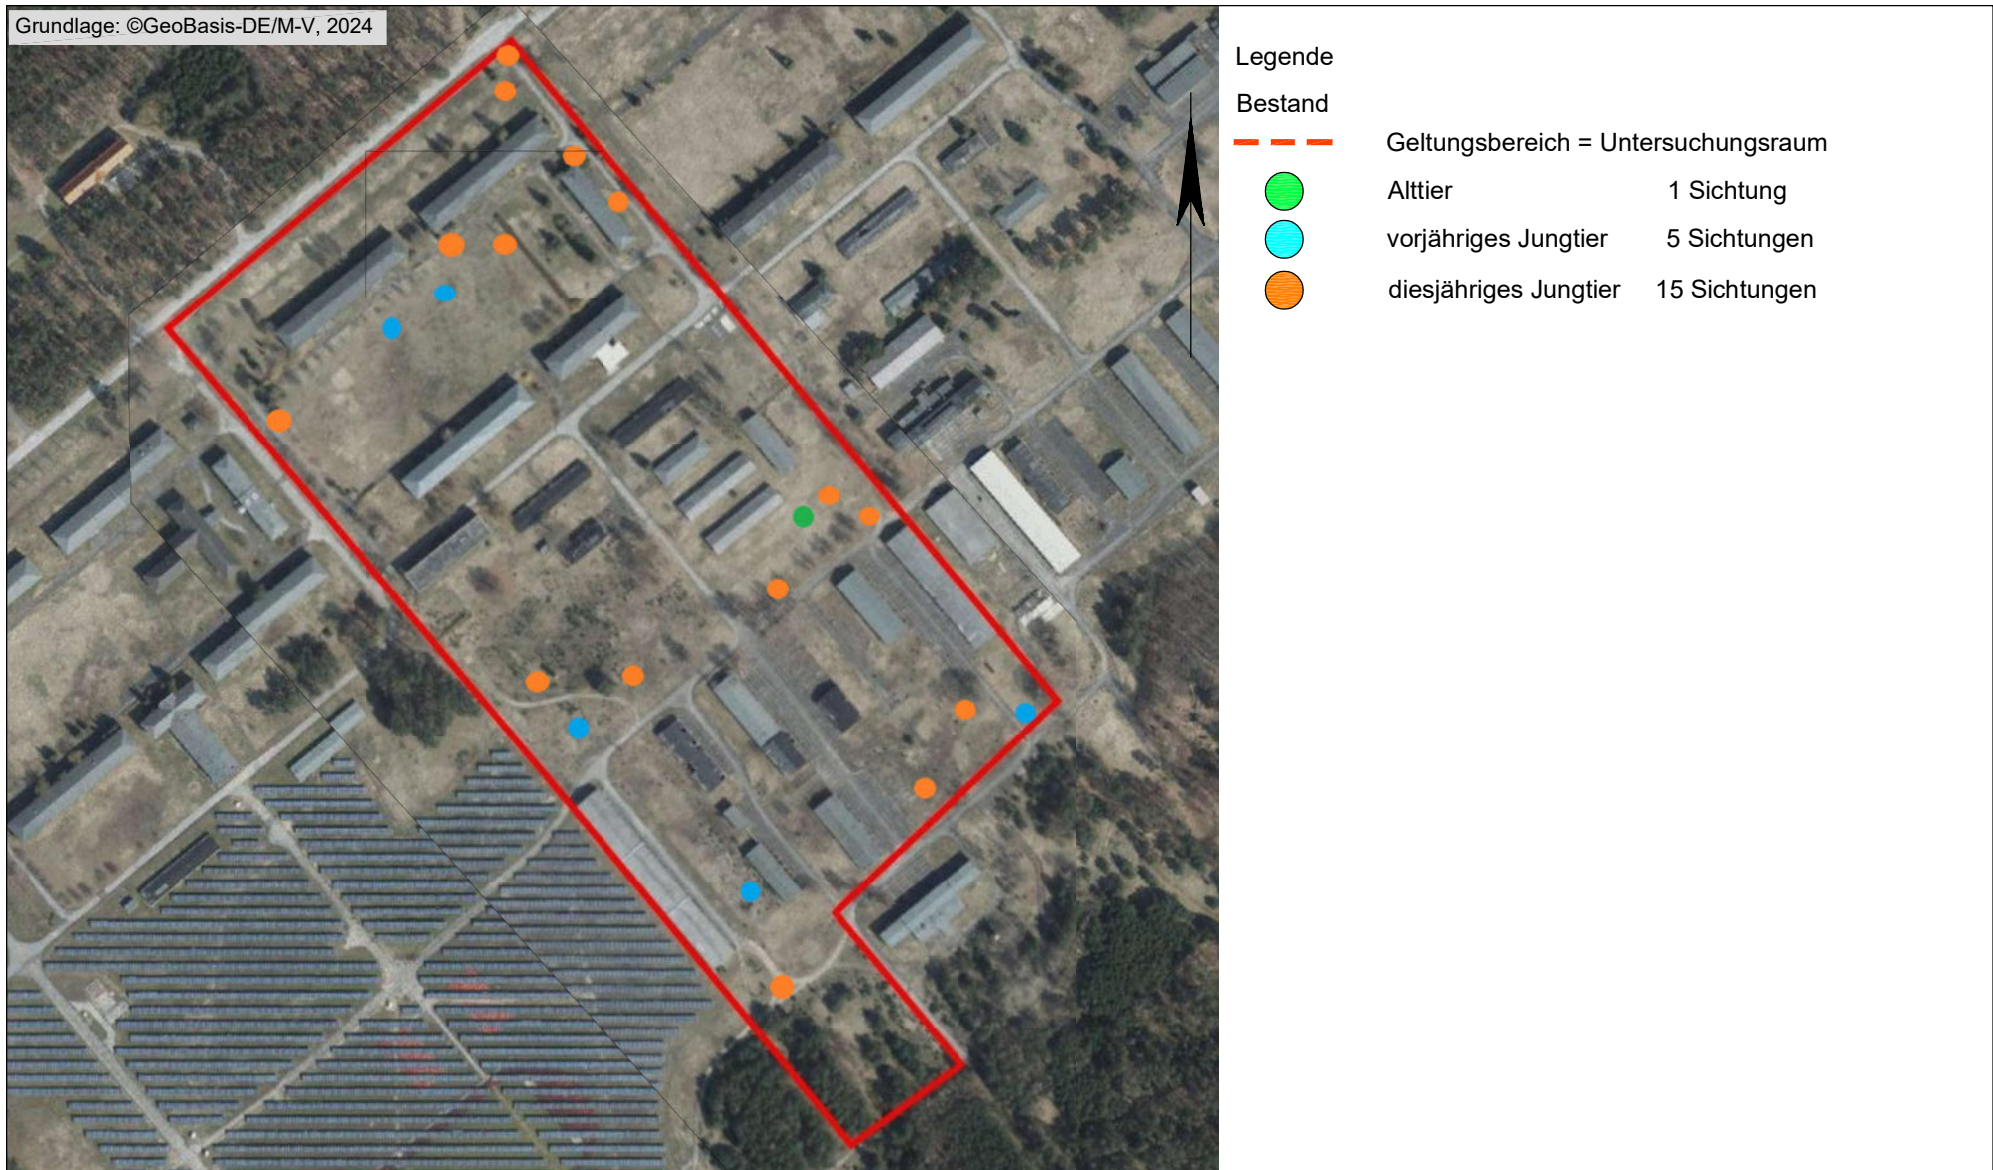 Grundlage: ©GeoBasis-DE/M-V, 2024
Legende
Bestand
Geltungsbereich = Untersuchungsraum
Alttier 1 Sichtung
vorjähriges Jungtier 5 Sichtungen
diesjähriges Jungtier 15 Sichtungen